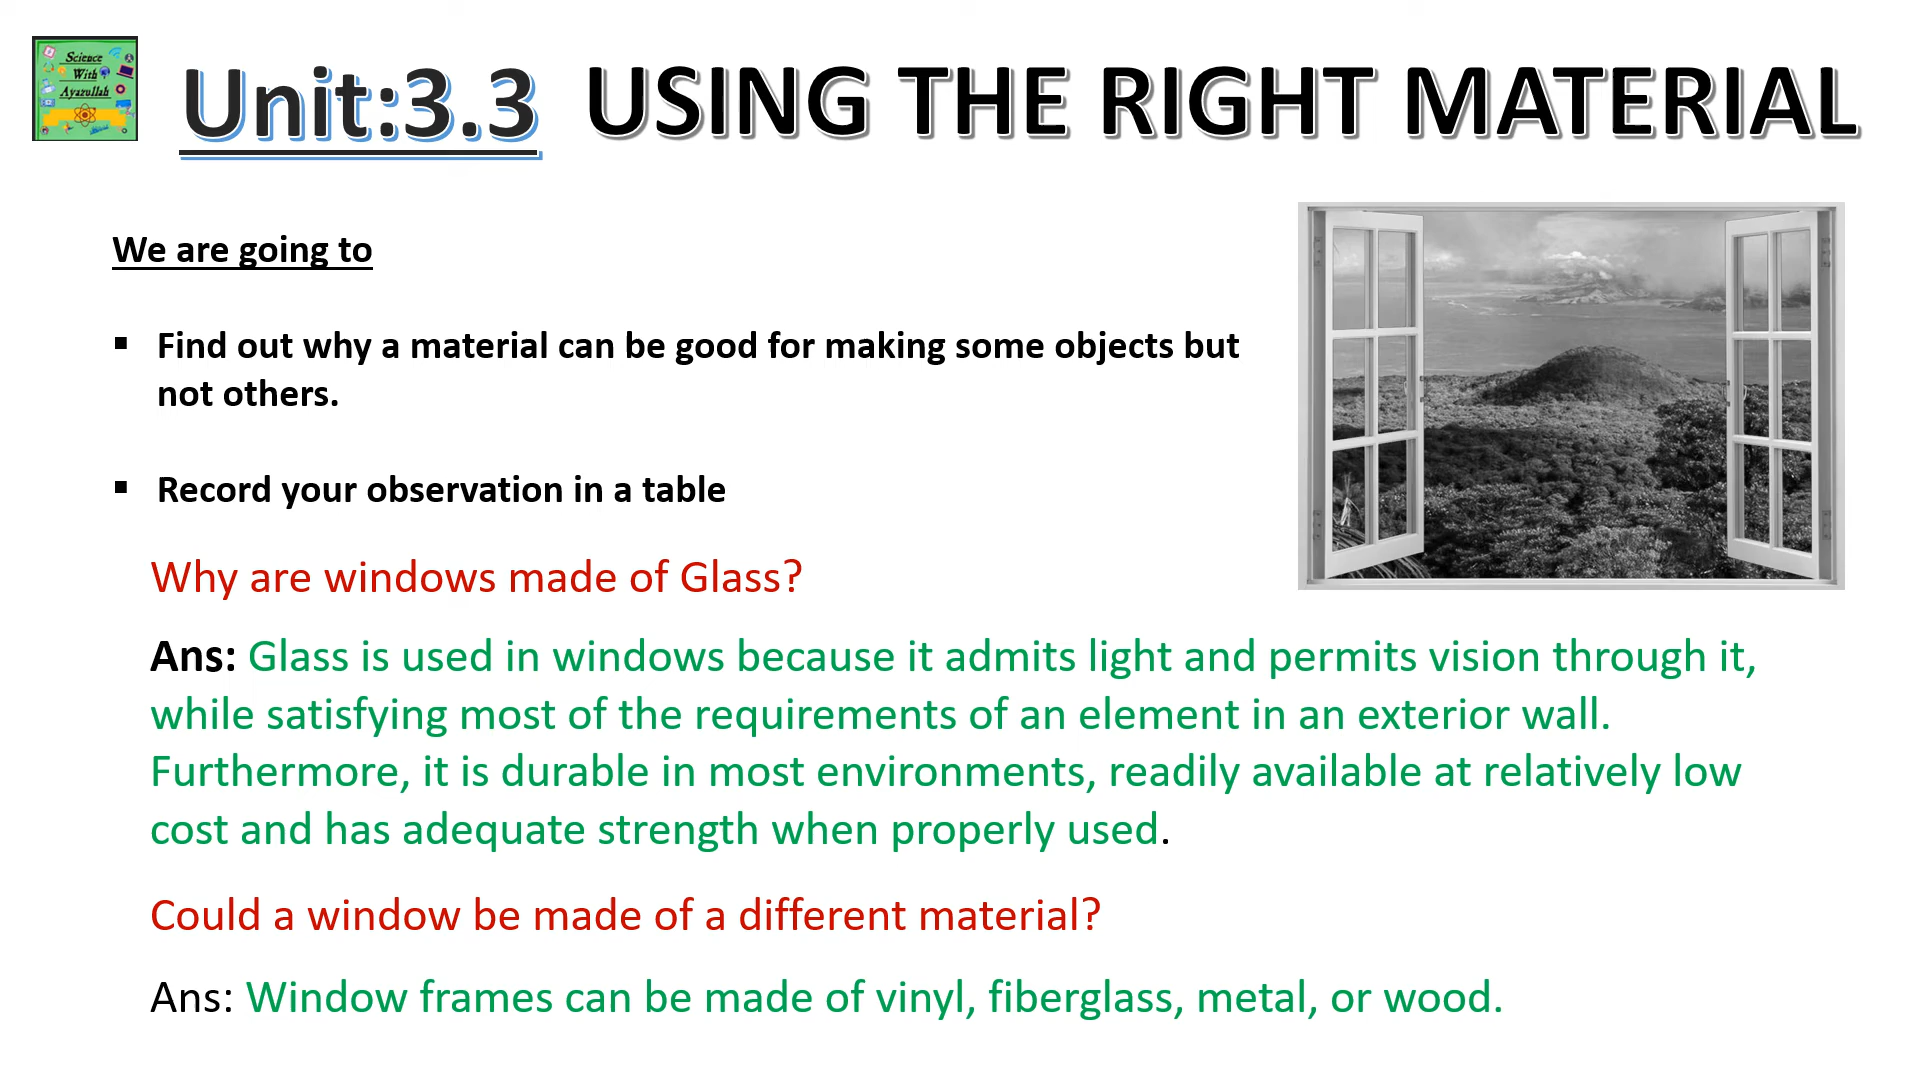 Science
With
Ayazullah
Unit:3.3 USING THE RIGHT MATERIAL
We are going to
▪ Find out why a material can be good for making some objects but
not others.
▪ Record your observation in a table
Why are windows made of Glass?
Ans: Glass is used in windows because it admits light and permits vision through it,
while satisfying most of the requirements of an element in an exterior wall.
Furthermore, it is durable in most environments, readily available at relatively low
cost and has adequate strength when properly used.
Could a window be made of a different material?
Ans: Window frames can be made of vinyl, fiberglass, metal, or wood.